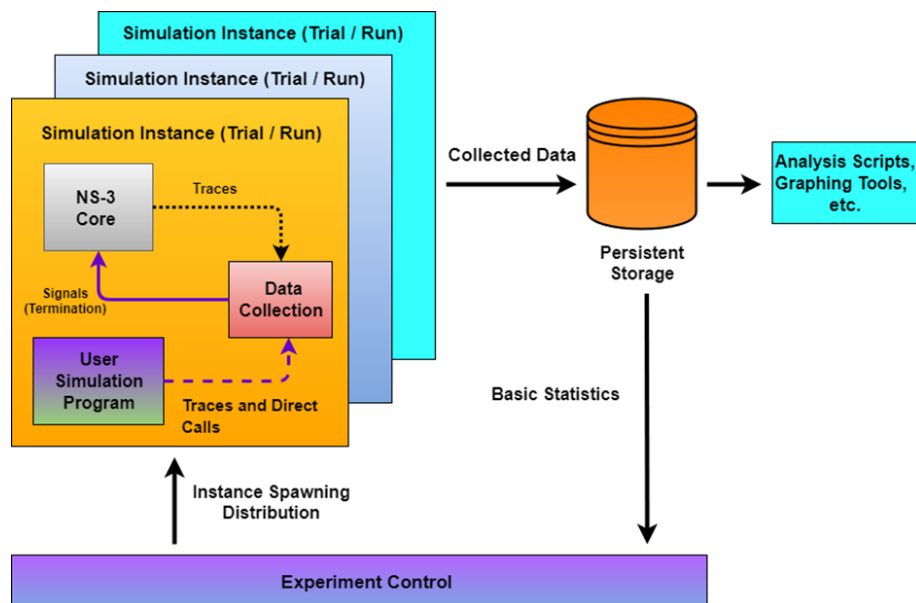 Simulation Instance (Trial / Run)
Simulation Instance (Trial / Run)
Simulation Instance (Trial / Run)
NS-3
Core
Traces
Signals
(Termination)
Data
Collection
User
Simulation
Program
Traces and Direct
Calls
Collected Data
Persistent
Storage
Analysis Scripts,
Graphing Tools,
etc.
Basic Statistics
Instance Spawning
Distribution
Experiment Control